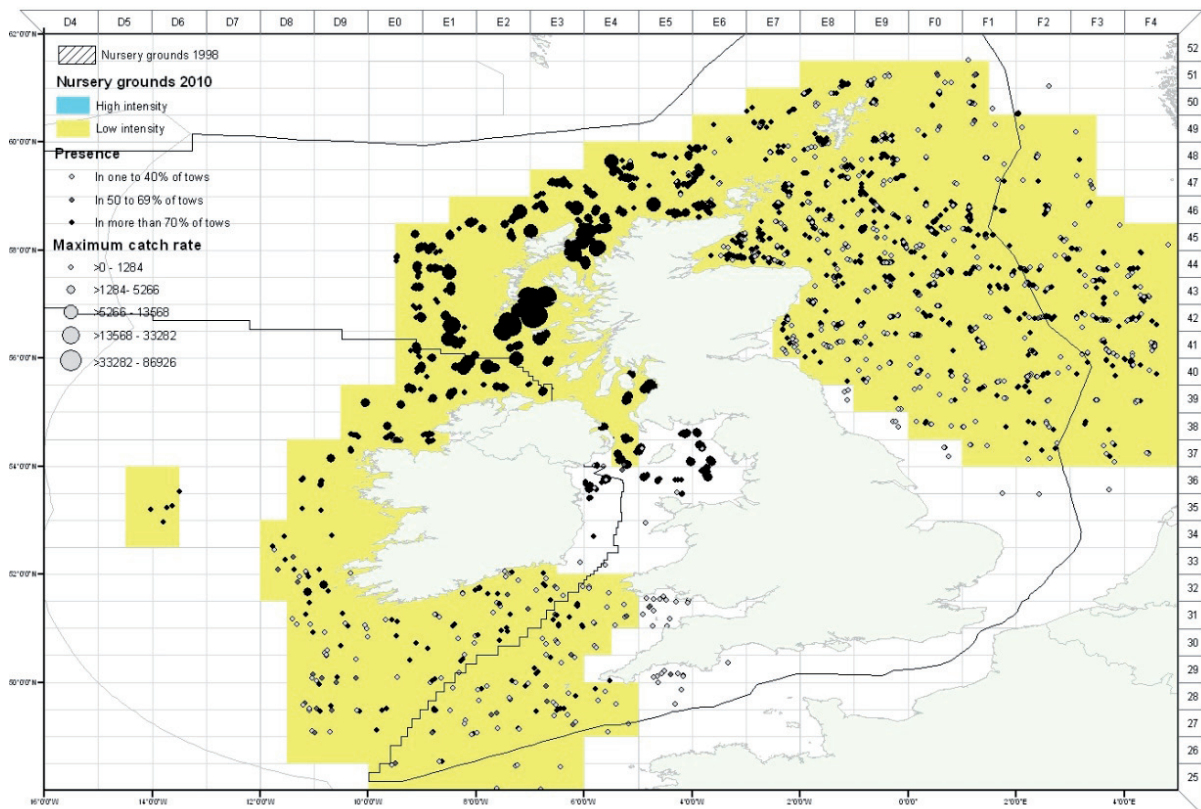 D4 D5 D6 D7 D8 D9 E0 E1 E2 E3 E4 E5 E6 E7 E8 E9 F0 F1 F2 F3 F4
62°0'0"N
Nursery grounds 1998
Nursery grounds 2010
High intensity
Low intensity
60°0'0"N
Presence
In one to 40% of tows
In 50 to 69% of tows
In more than 70% of tows
58°0'0"N
Maximum catch rate
>0 - 1284
>1284- 5266
>5266 - 13568
>13568 - 33282
56°0'0"N
>33282 - 86926
54°0'0"N
52°0'0"N
50°0'0"N
52
51
50
49
48
47
46
45
44
43
42
41
40
39
38
37
36
35
34
33
32
31
30
29
28
27
26
25
16°0'0"W 14°0'0"W 12°0'0"W 10°0'0"W 8°0'0"W 6°0'0"W 4°0'0"W 2°0'0"W 0°0'0" 2°0'0"E 4°0'0"E